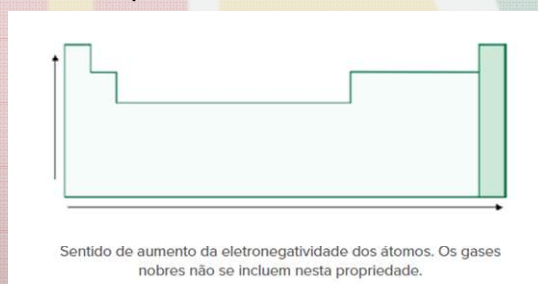 Sentido de aumento da eletronegatividade dos átomos. Os gases
nobres não se incluem nesta propriedade.